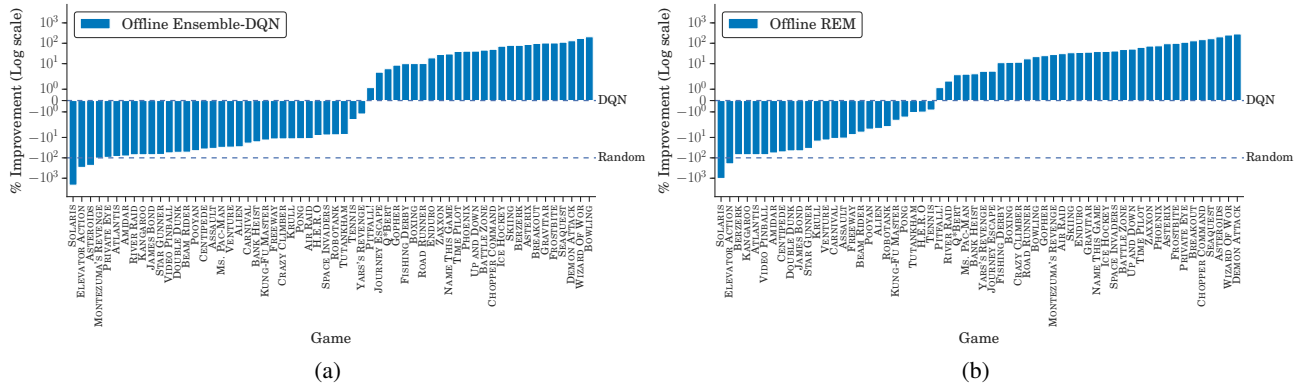 Offline Ensemble-DQN
% Improvement (Log scale)
10³
10²
10¹
10⁰
−10⁰
−10¹
−10²
−10³
DQN
Random
Solaris
Elevator Action
Asteroids
Montezuma's Revenge
Private Eye
Atlantis
Amidar
River Raid
Kangaroo
James Bond
Star Gunner
Video Pinball
Double Dunk
Beam Rider
Pooyan
Centipede
Assault
Ms. Pac-Man
Venture
Alien
Carnival
Bank Heist
Kung-Fu Master
Freeway
Crazy Climber
Krull
Pong
Air Raid
H.E.R.O
Space Invaders
Robotank
Tutankham
Tennis
Yars's Revenge
Pitfall!
Journey Escape
Q*Bert
Gopher
Fishing Derby
Boxing
Road Runner
Enduro
Zaxxon
Name This Game
Time Pilot
Phoenix
Up and Down
Battle Zone
Chopper Command
Ice Hockey
Skiing
Berzerk
Asterix
Breakout
Gravitar
Frostbite
Seaquest
Demon Attack
Wizard Of Wor
Bowling
Game
(a)
Offline REM
% Improvement (Log scale)
10³
10²
10¹
10⁰
−10⁰
−10¹
−10²
−10³
DQN
Random
Solaris
Elevator Action
Berzerk
Kangaroo
Atlantis
Video Pinball
Amidar
Centipede
Double Dunk
James Bond
Star Gunner
Krull
Venture
Carnival
Assault
Freeway
Beam Rider
Pooyan
Alien
Robotank
Kung-Fu Master
Pong
Tutankham
H.E.R.O
Tennis
Pitfall!
River Raid
Q*Bert
Ms. Pac-Man
Bank Heist
Yars's Revenge
Journey Escape
Fishing Derby
Boxing
Crazy Climber
Road Runner
Bowling
Gopher
Montezuma's Revenge
Air Raid
Skiing
Enduro
Gravitar
Name This Game
Ice Hockey
Space Invaders
Battle Zone
Up and Down
Time Pilot
Zaxxon
Phoenix
Asterix
Frostbite
Private Eye
Breakout
Chopper Command
Seaquest
Asteroids
Wizard Of Wor
Demon Attack
Game
(b)